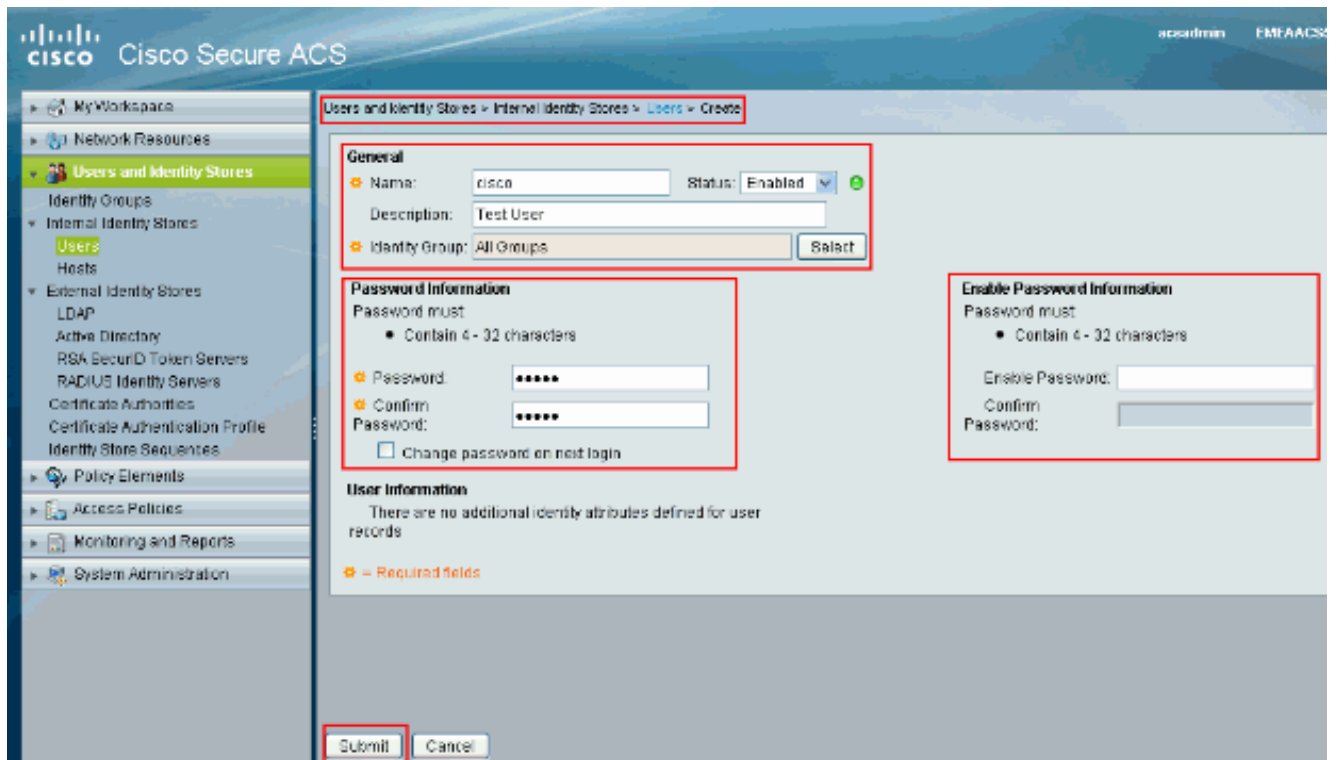 cisco Cisco Secure ACS
acsadmin EMEAACS5
My Workspace
Network Resources
Users and Identity Stores
Identity Groups
Internal Identity Stores
Users
Hosts
External Identity Stores
LDAP
Active Directory
RSA SecurID Token Servers
RADIUS Identity Servers
Certificate Authorities
Certificate Authentication Profile
Identity Store Sequences
Policy Elements
Access Policies
Monitoring and Reports
System Administration
Users and Identity Stores > Internal Identity Stores > Users > Create
General
Name: cisco Status: Enabled
Description: Test User
Identity Group: All Groups Select
Password Information
Password must
• Contain 4 - 32 characters
Password: •••••
Confirm
Password: •••••
Change password on next login
Enable Password Information
Password must
• Contain 4 - 32 characters
Enable Password:
Confirm
Password:
User Information
There are no additional identity attributes defined for user
records
= Required fields
Submit Cancel